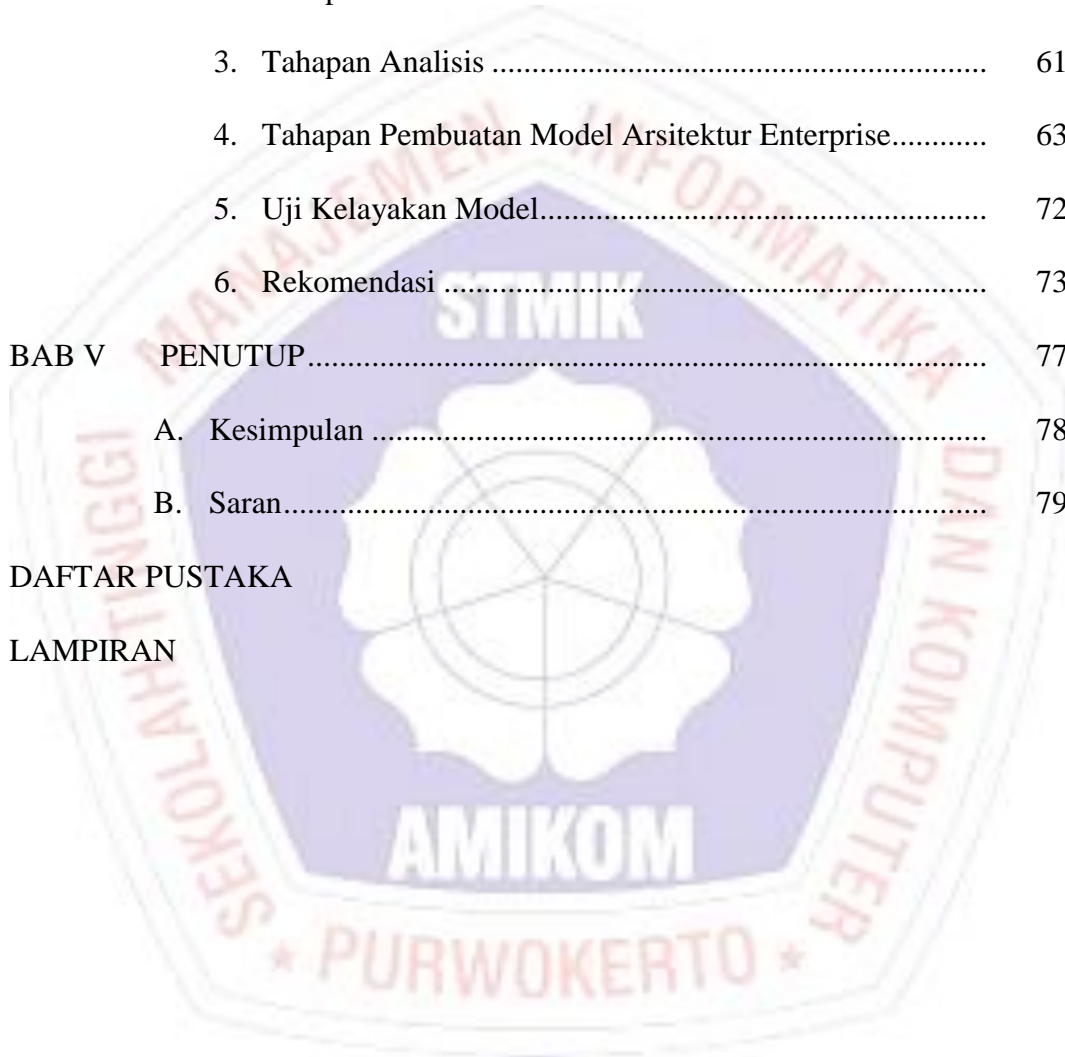 3. Tahapan Analisis ............................................................... 61
4. Tahapan Pembuatan Model Arsitektur Enterprise............ 63
5. Uji Kelayakan Model......................................................... 72
6. Rekomendasi ..................................................................... 73
BAB V PENUTUP..................................................................................... 77
A. Kesimpulan ............................................................................. 78
B. Saran........................................................................................ 79
DAFTAR PUSTAKA
LAMPIRAN
SEKOLAH TINGGI MANAJEMEN INFORMATIKA DAN KOMPUTER
STMIK
AMIKOM
* PURWOKERTO *